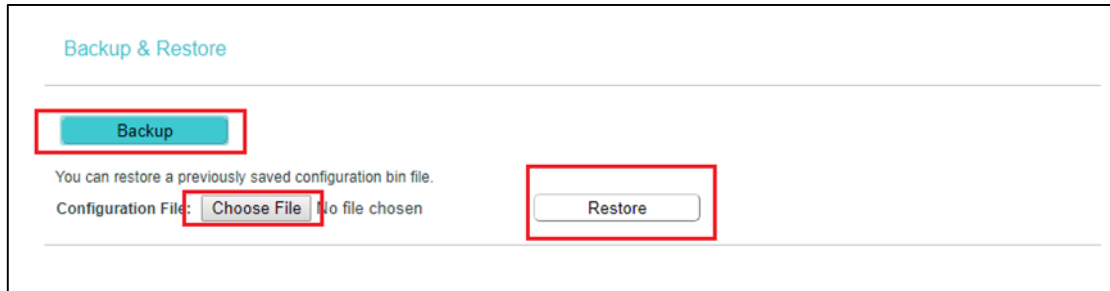 Backup & Restore
Backup
You can restore a previously saved configuration bin file.
Configuration File: Choose File No file chosen Restore